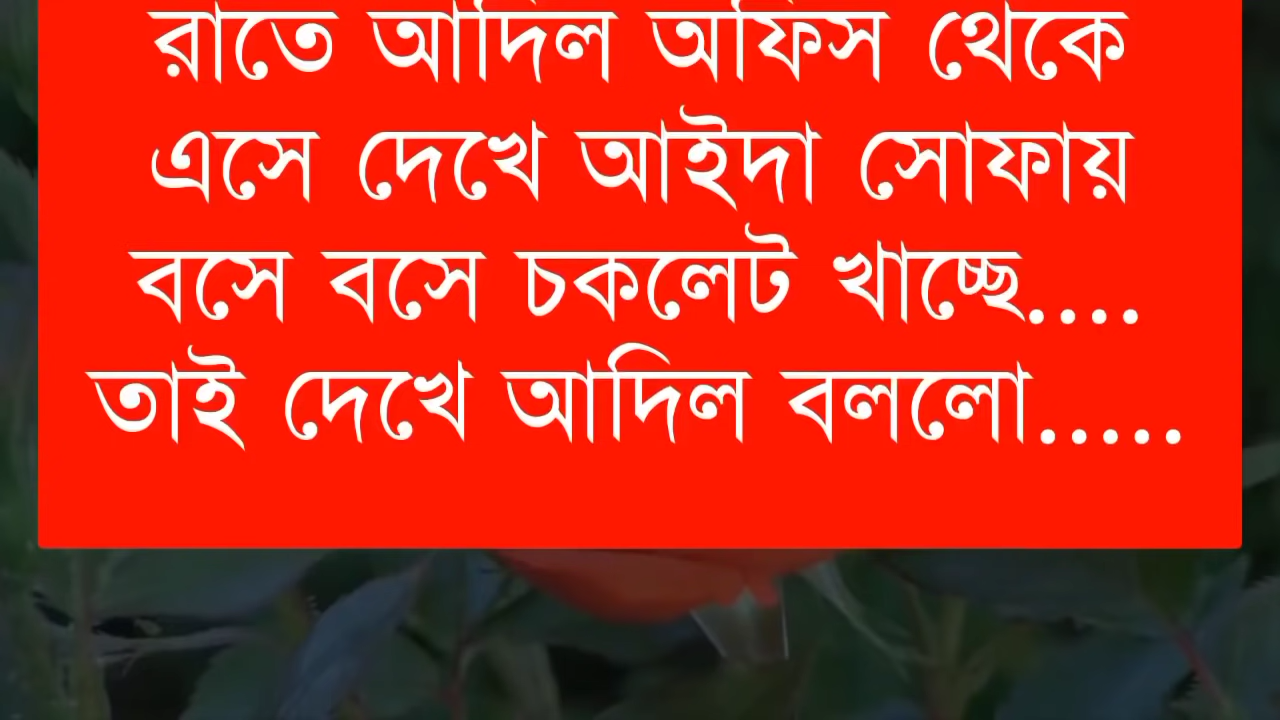 রাতে আদিল অফিস থেকে
এসে দেখে আইদা সোফায়
বসে বসে চকলেট খাচ্ছে....
তাই দেখে আদিল বললো.....